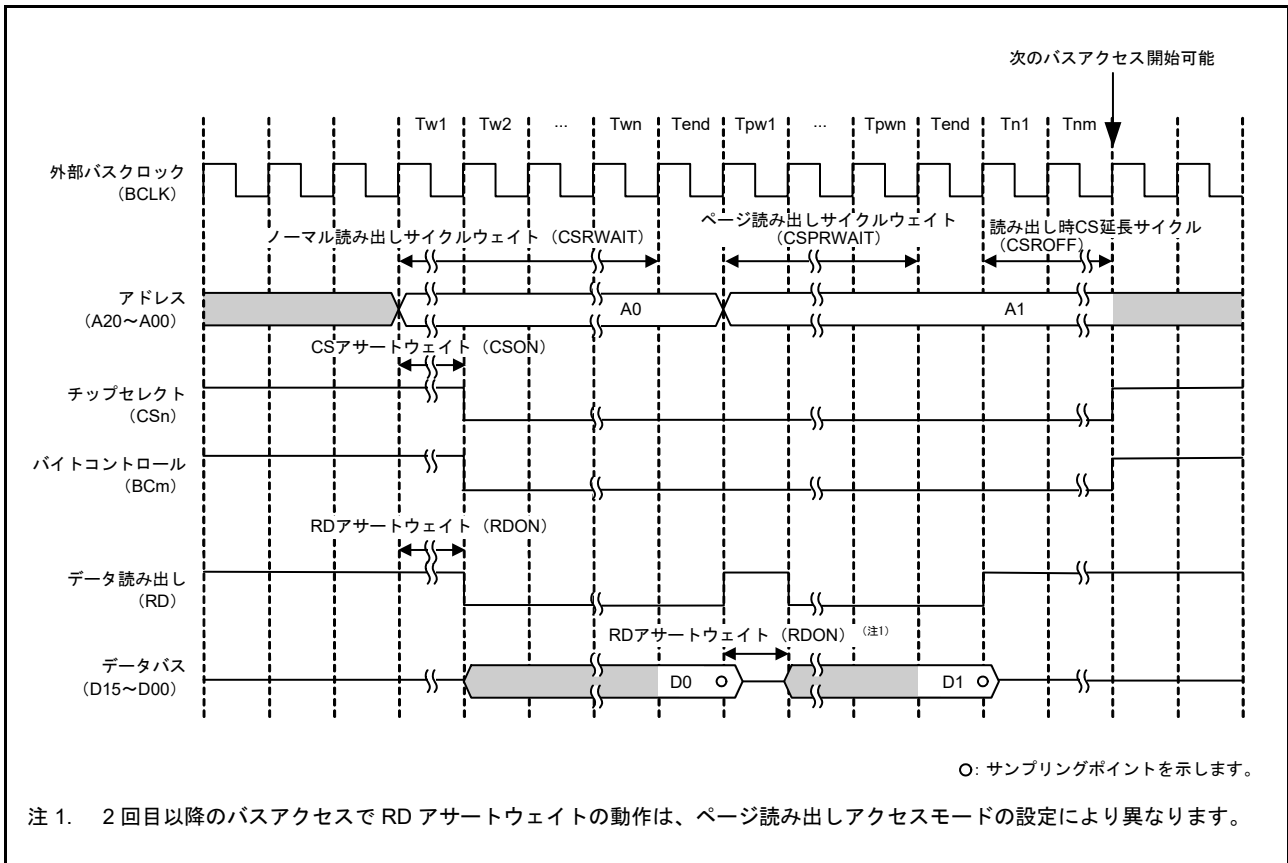 次のバスアクセス開始可能
Tw1 Tw2 ... Twn Tend Tpw1 ... Tpwn Tend Tn1 Tnm
外部バスクロック
（BCLK）
ノーマル読み出しサイクルウェイト（CSRWAIT）
ページ読み出しサイクルウェイト
（CSPRWAIT）
読み出し時CS延長サイクル
（CSROFF）
アドレス
（A20～A00）
A0
A1
CSアサートウェイト（CSON）
チップセレクト
（CSn）
バイトコントロール
（BCm）
RDアサートウェイト（RDON）
データ読み出し
（RD）
RDアサートウェイト（RDON）（注1）
データバス
（D15～D00）
D0
D1
O: サンプリングポイントを示します。
注 1. 2 回目以降のバスアクセスで RD アサートウェイトの動作は、ページ読み出しアクセスモードの設定により異なります。